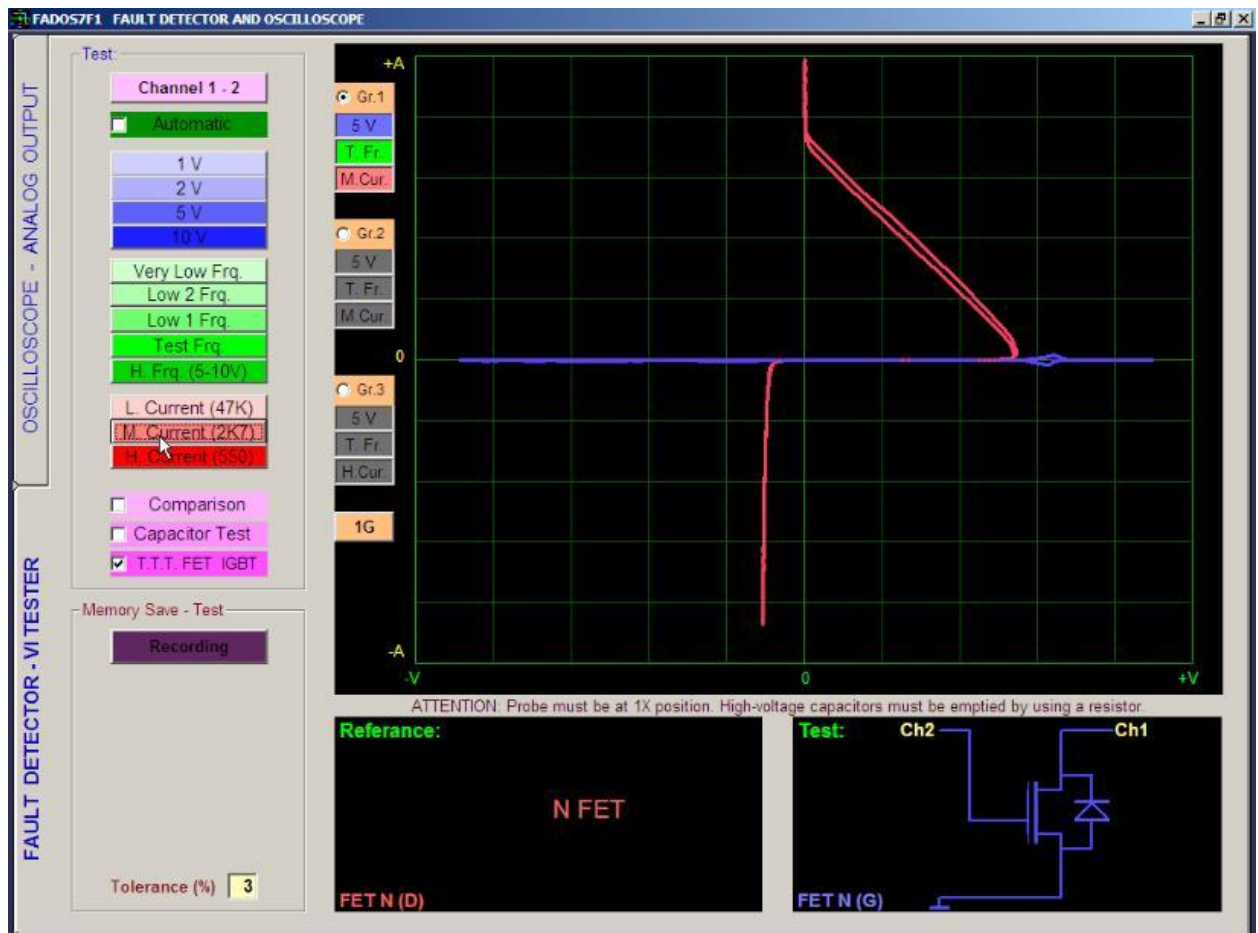 FADOS7F1 FAULT DETECTOR AND OSCILLOSCOPE
OSCILLOSCOPE - ANALOG OUTPUT
FAULT DETECTOR - VI TESTER
Test:
Channel 1 - 2
Automatic
1 V
2 V
5 V
10 V
Very Low Frq.
Low 2 Frq.
Low 1 Frq.
Test Frq.
H. Frq. (5-10V)
L. Current (47K)
M. Current (2K7)
H. Current (550)
Comparison
Capacitor Test
T.T.T. FET IGBT
Memory Save - Test
Recording
Tolerance (%) 3
Gr.1
5 V
T. Fr.
M.Cur.
Gr.2
5 V
T. Fr.
M.Cur.
Gr.3
5 V
T. Fr.
H.Cur.
1G
+A
0
-A
-V 0 +V
ATTENTION: Probe must be at 1X position. High-voltage capacitors must be emptied by using a resistor.
Referance:
N FET
FET N (D)
Test: Ch2 Ch1
FET N (G)